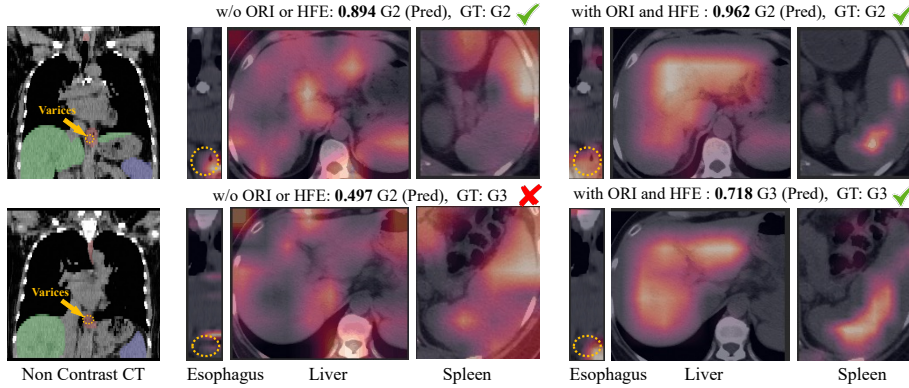 w/o ORI or HFE: 0.894 G2 (Pred), GT: G2
with ORI and HFE : 0.962 G2 (Pred), GT: G2
Varices
w/o ORI or HFE: 0.497 G2 (Pred), GT: G3
with ORI and HFE : 0.718 G3 (Pred), GT: G3
Varices
Non Contrast CT
Esophagus
Liver
Spleen
Esophagus
Liver
Spleen